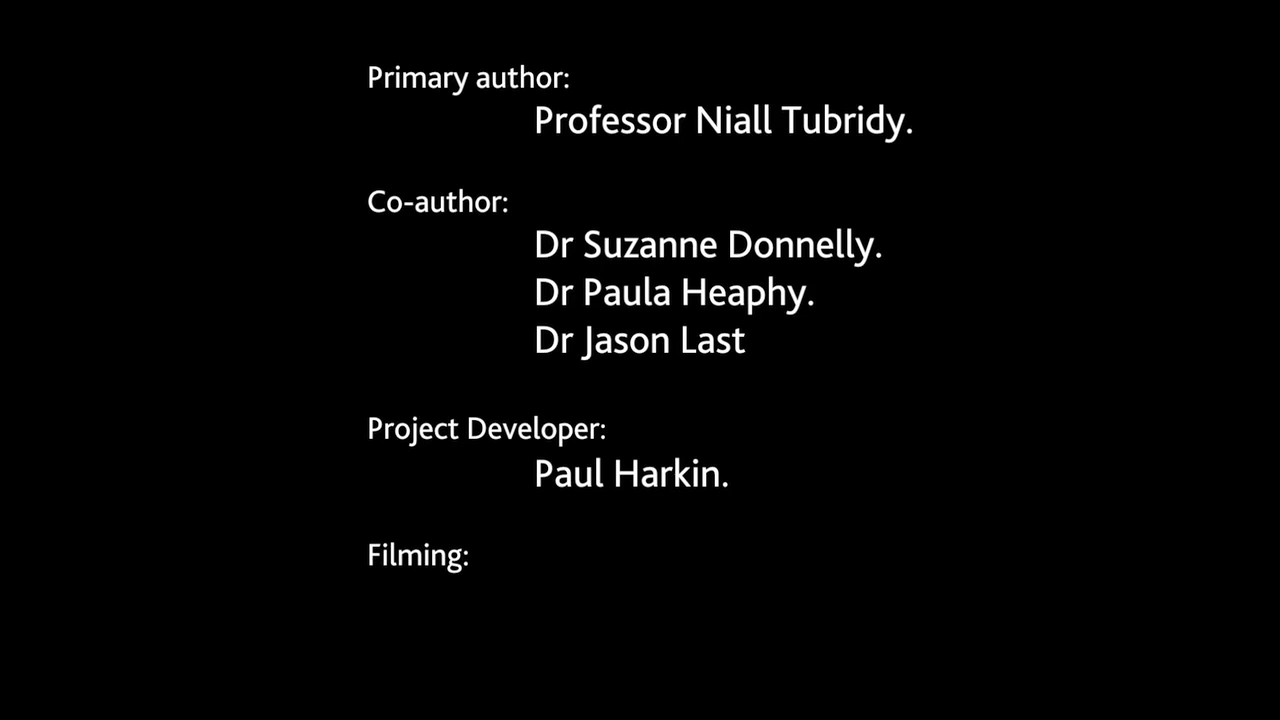 Primary author:
Professor Niall Tubridy.
Co-author:
Dr Suzanne Donnelly.
Dr Paula Heaphy.
Dr Jason Last
Project Developer:
Paul Harkin.
Filming: